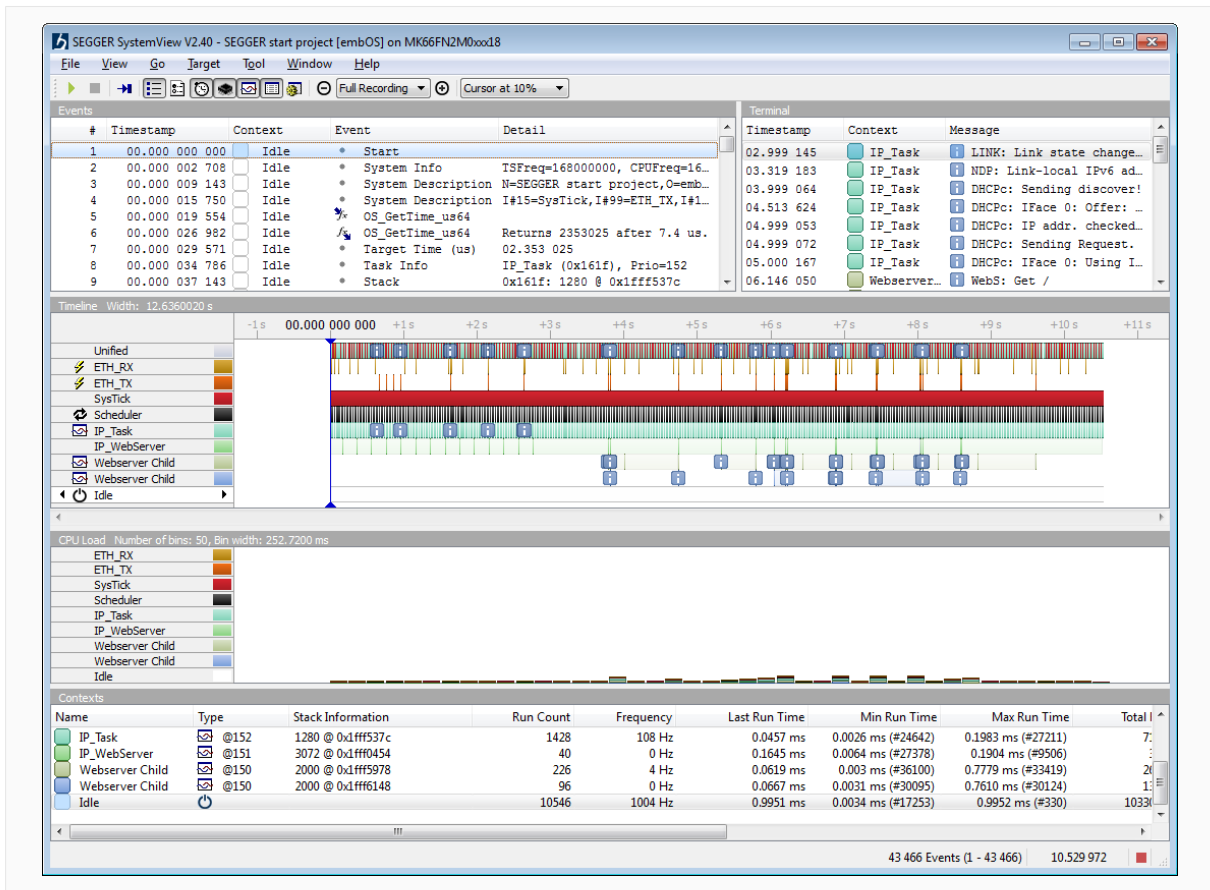 SEGGER SystemView V2.40 - SEGGER start project [embOS] on MK66FN2M0xxx18
File View Go Target Tool Window Help
Full Recording Cursor at 10%
Events
# Timestamp Context Event Detail
1 00.000 000 000 Idle Start
2 00.000 002 708 Idle System Info TSFreq=168000000, CPUFreq=16…
3 00.000 009 143 Idle System Description N=SEGGER start project,O=emb…
4 00.000 015 750 Idle System Description I#15=SysTick,I#99=ETH_TX,I#1…
5 00.000 019 554 Idle OS_GetTime_us64
6 00.000 026 982 Idle OS_GetTime_us64 Returns 2353025 after 7.4 us.
7 00.000 029 571 Idle Target Time (us) 02.353 025
8 00.000 034 786 Idle Task Info IP_Task (0x161f), Prio=152
9 00.000 037 143 Idle Stack 0x161f: 1280 @ 0x1fff537c
Terminal
Timestamp Context Message
02.999 145 IP_Task LINK: Link state change…
03.319 183 IP_Task NDP: Link-local IPv6 ad…
03.999 064 IP_Task DHCPc: Sending discover!
04.513 624 IP_Task DHCPc: IFace 0: Offer: …
04.999 053 IP_Task DHCPc: IP addr. checked…
04.999 072 IP_Task DHCPc: Sending Request.
05.000 167 IP_Task DHCPc: IFace 0: Using I…
06.146 050 Webserver… WebS: Get /
Timeline Width: 12.6360020 s
-1 s 00.000 000 000 +1 s +2 s +3 s +4 s +5 s +6 s +7 s +8 s +9 s +10 s +11 s
Unified
ETH_RX
ETH_TX
SysTick
Scheduler
IP_Task
IP_WebServer
Webserver Child
Webserver Child
Idle
CPU Load Number of bins: 50, Bin width: 252.7200 ms
ETH_RX
ETH_TX
SysTick
Scheduler
IP_Task
IP_WebServer
Webserver Child
Webserver Child
Idle
Contexts
Name Type Stack Information Run Count Frequency Last Run Time Min Run Time Max Run Time Total
IP_Task @152 1280 @ 0x1fff537c 1428 108 Hz 0.0457 ms 0.0026 ms (#24642) 0.1983 ms (#27211)
IP_WebServer @151 3072 @ 0x1fff0454 40 0 Hz 0.1645 ms 0.0064 ms (#27378) 0.1904 ms (#9506)
Webserver Child @150 2000 @ 0x1fff5978 226 4 Hz 0.0619 ms 0.003 ms (#36100) 0.7779 ms (#33419)
Webserver Child @150 2000 @ 0x1fff6148 96 0 Hz 0.0667 ms 0.0031 ms (#30095) 0.7610 ms (#30124)
Idle 10546 1004 Hz 0.9951 ms 0.0034 ms (#17253) 0.9952 ms (#330)
43 466 Events (1 - 43 466) 10.529 972